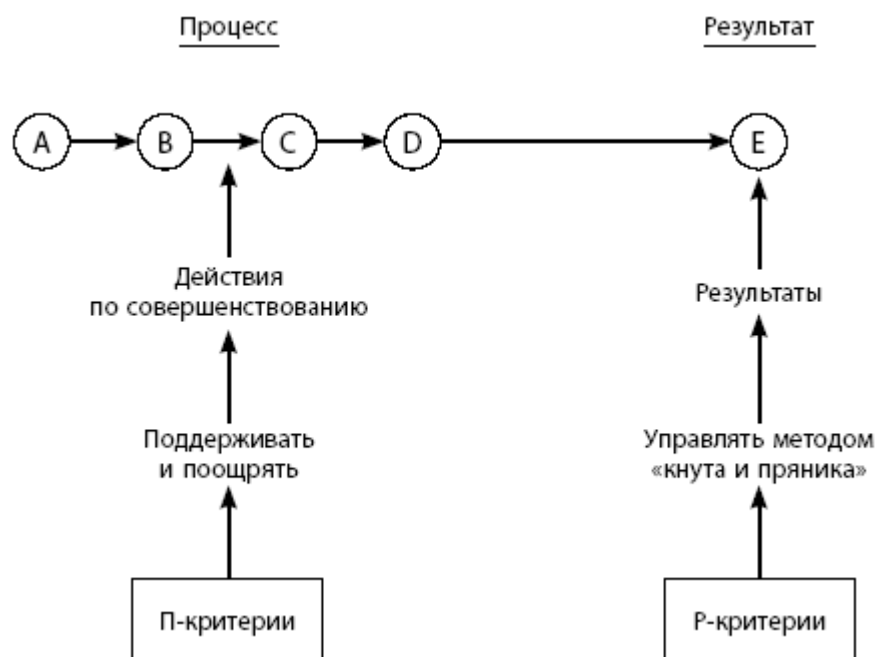 Процесс
Результат
A
B
C
D
E
Действия
по совершенствованию
Результаты
Поддерживать
и поощрять
Управлять методом
«кнута и пряника»
П-критерии
Р-критерии